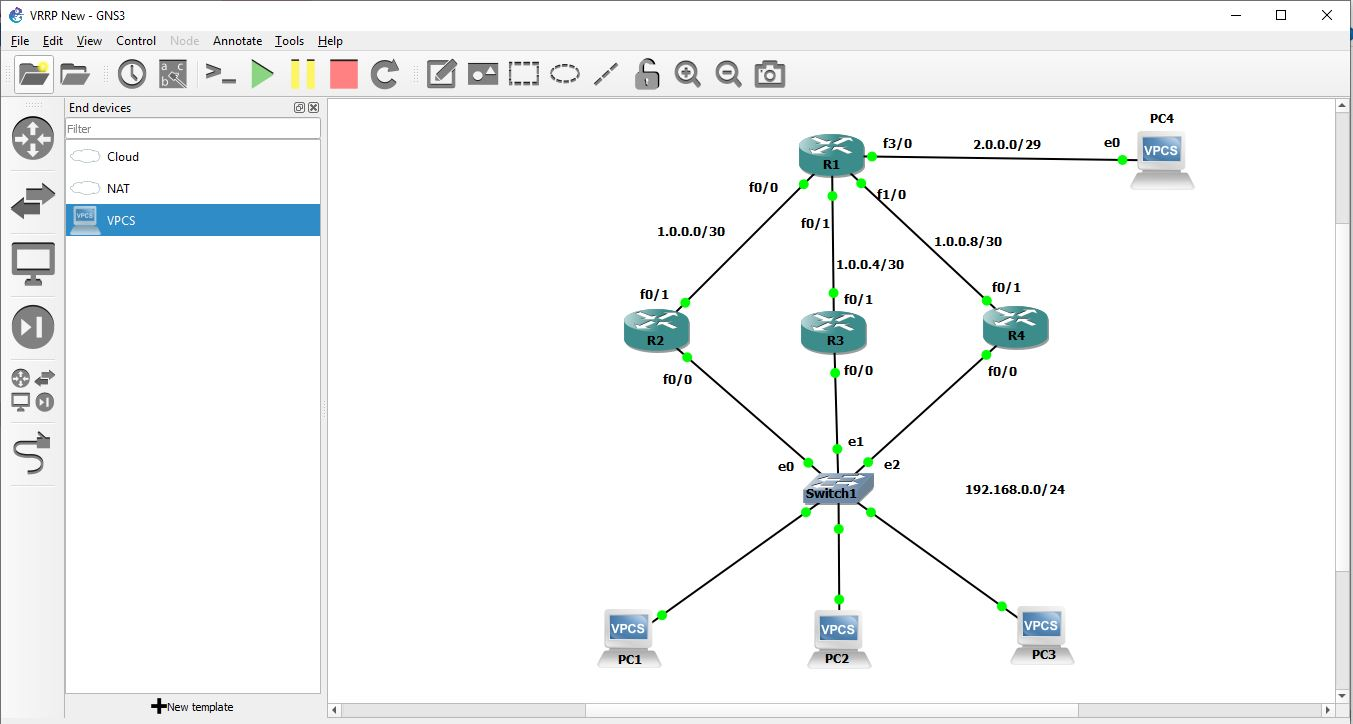 VRRP New - GNS3
File Edit View Control Node Annotate Tools Help
a c
b
End devices
Filter
Cloud
NAT
VPCS
VPCS
New template
PC4
f3/0
2.0.0.0/29
e0
VPCS
R1
f0/0
f1/0
f0/1
1.0.0.0/30
1.0.0.8/30
1.0.0.4/30
f0/1
f0/1
f0/1
R2
R3
R4
f0/0
f0/0
f0/0
e1
e0
e2
Switch1
192.168.0.0/24
VPCS
VPCS
VPCS
PC1
PC2
PC3